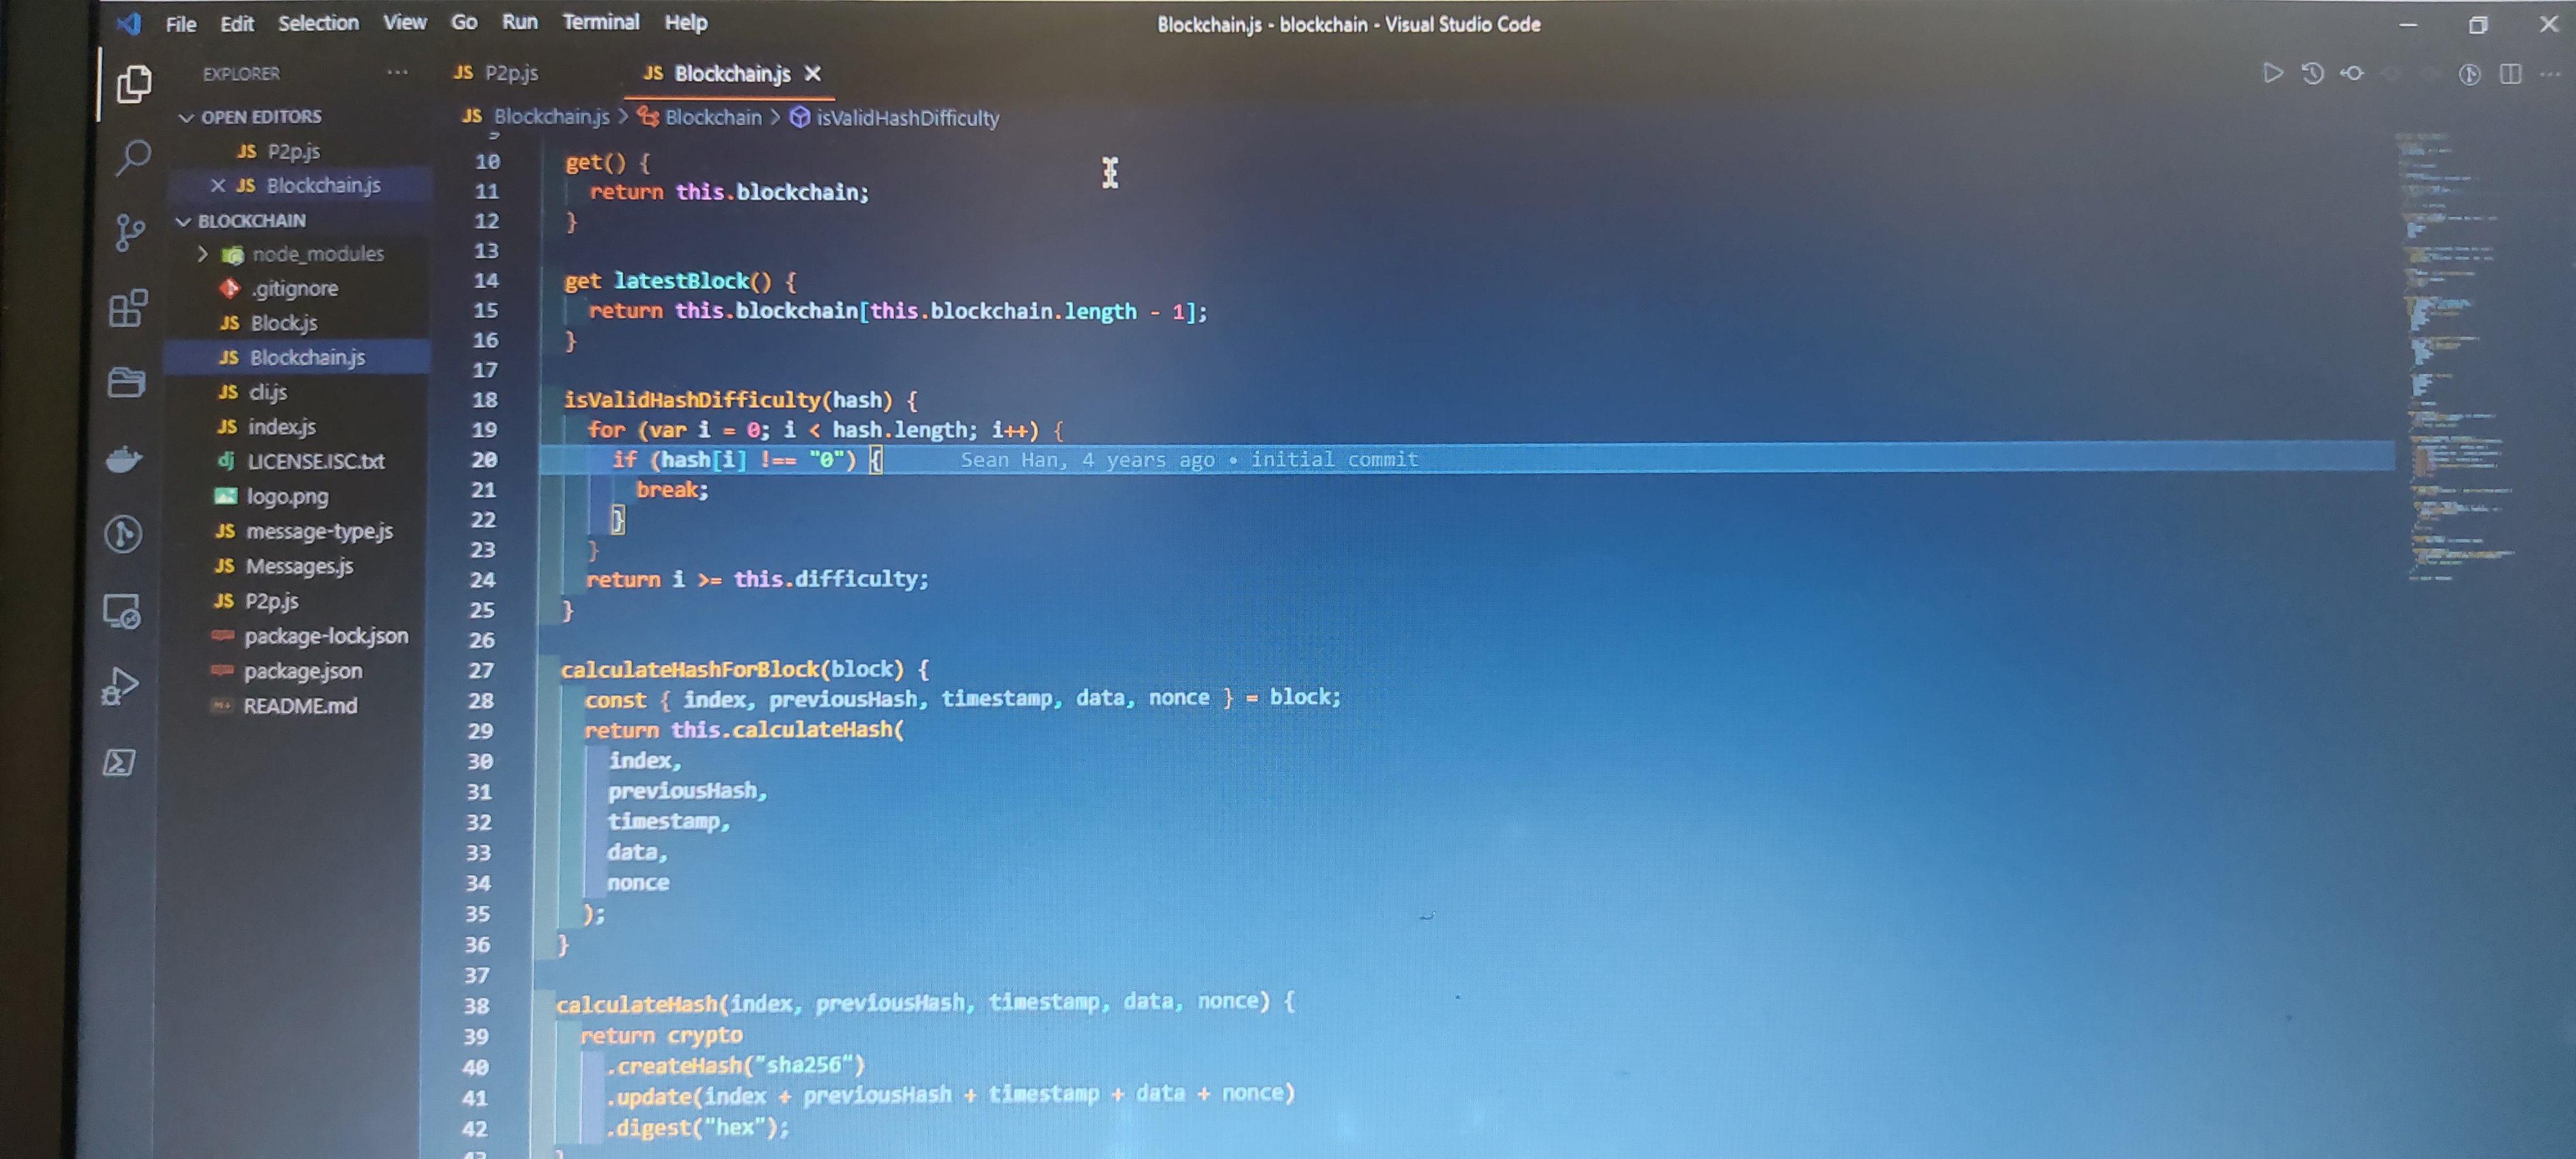 File Edit Selection View Go Run Terminal Help
Blockchain.js - blockchain - Visual Studio Code
EXPLORER
OPEN EDITORS
JS P2p.js
JS Blockchain.js
BLOCKCHAIN
node_modules
.gitignore
JS Block.js
JS Blockchain.js
JS cli.js
JS index.js
dj LICENSE.ISC.txt
logo.png
JS message-type.js
JS Messages.js
JS P2p.js
package-lock.json
package.json
README.md
JS P2p.js JS Blockchain.js
JS Blockchain.js > Blockchain > isValidHashDifficulty
9
10 get() {
11 return this.blockchain;
12 }
13
14 get latestBlock() {
15 return this.blockchain[this.blockchain.length - 1];
16 }
17
18 isValidHashDifficulty(hash) {
19 for (var i = 0; i < hash.length; i++) {
20 if (hash[i] !== "0") { Sean Han, 4 years ago • initial commit
21 break;
22 }
23 }
24 return i >= this.difficulty;
25 }
26
27 calculateHashForBlock(block) {
28 const { index, previousHash, timestamp, data, nonce } = block;
29 return this.calculateHash(
30 index,
31 previousHash,
32 timestamp,
33 data,
34 nonce
35 );
36 }
37
38 calculateHash(index, previousHash, timestamp, data, nonce) {
39 return crypto
40 .createHash("sha256")
41 .update(index + previousHash + timestamp + data + nonce)
42 .digest("hex");
43 }